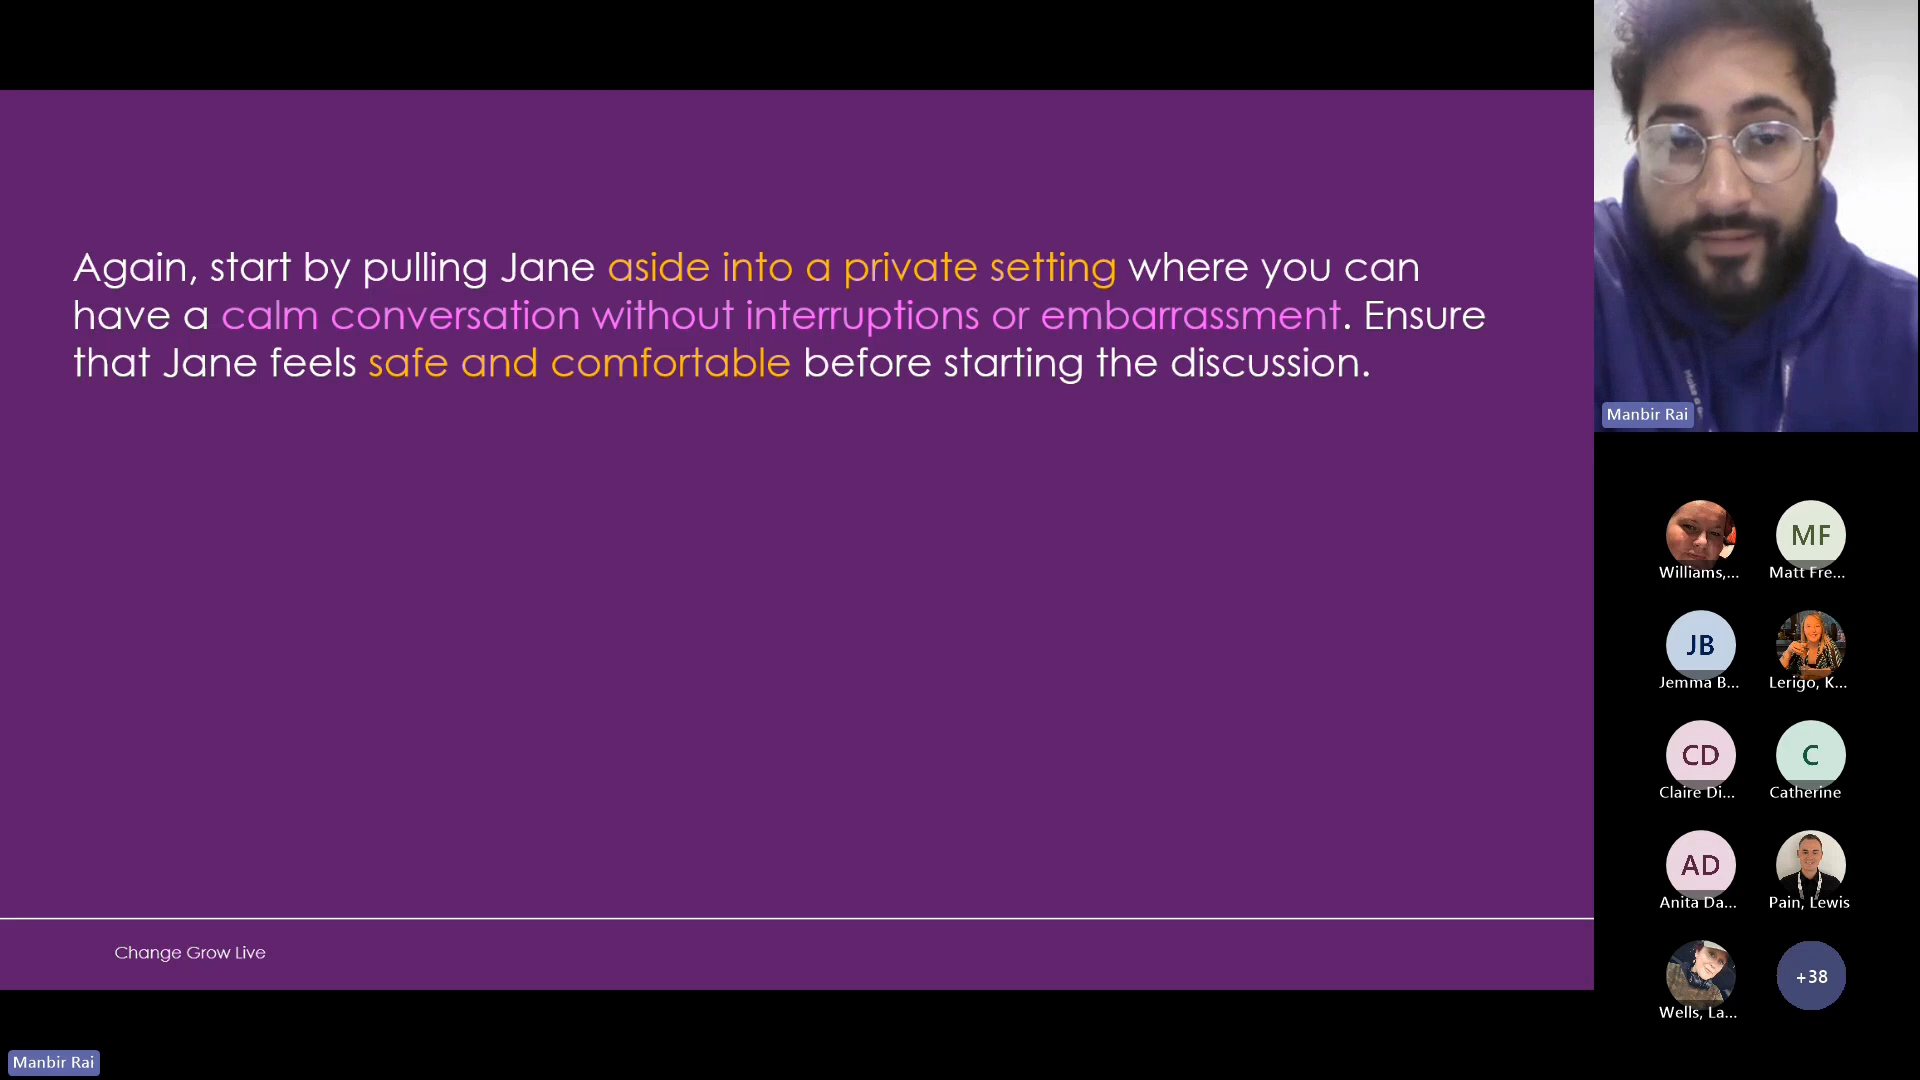 Again, start by pulling Jane aside into a private setting where you can
have a calm conversation without interruptions or embarrassment. Ensure
that Jane feels safe and comfortable before starting the discussion.
Change Grow Live
Manbir Rai
Manbir Rai
Williams,...
MF
Matt Fre...
JB
Jemma B...
Lerigo, K...
CD
Claire Di...
C
Catherine
AD
Anita Da...
Pain, Lewis
Wells, La...
+38